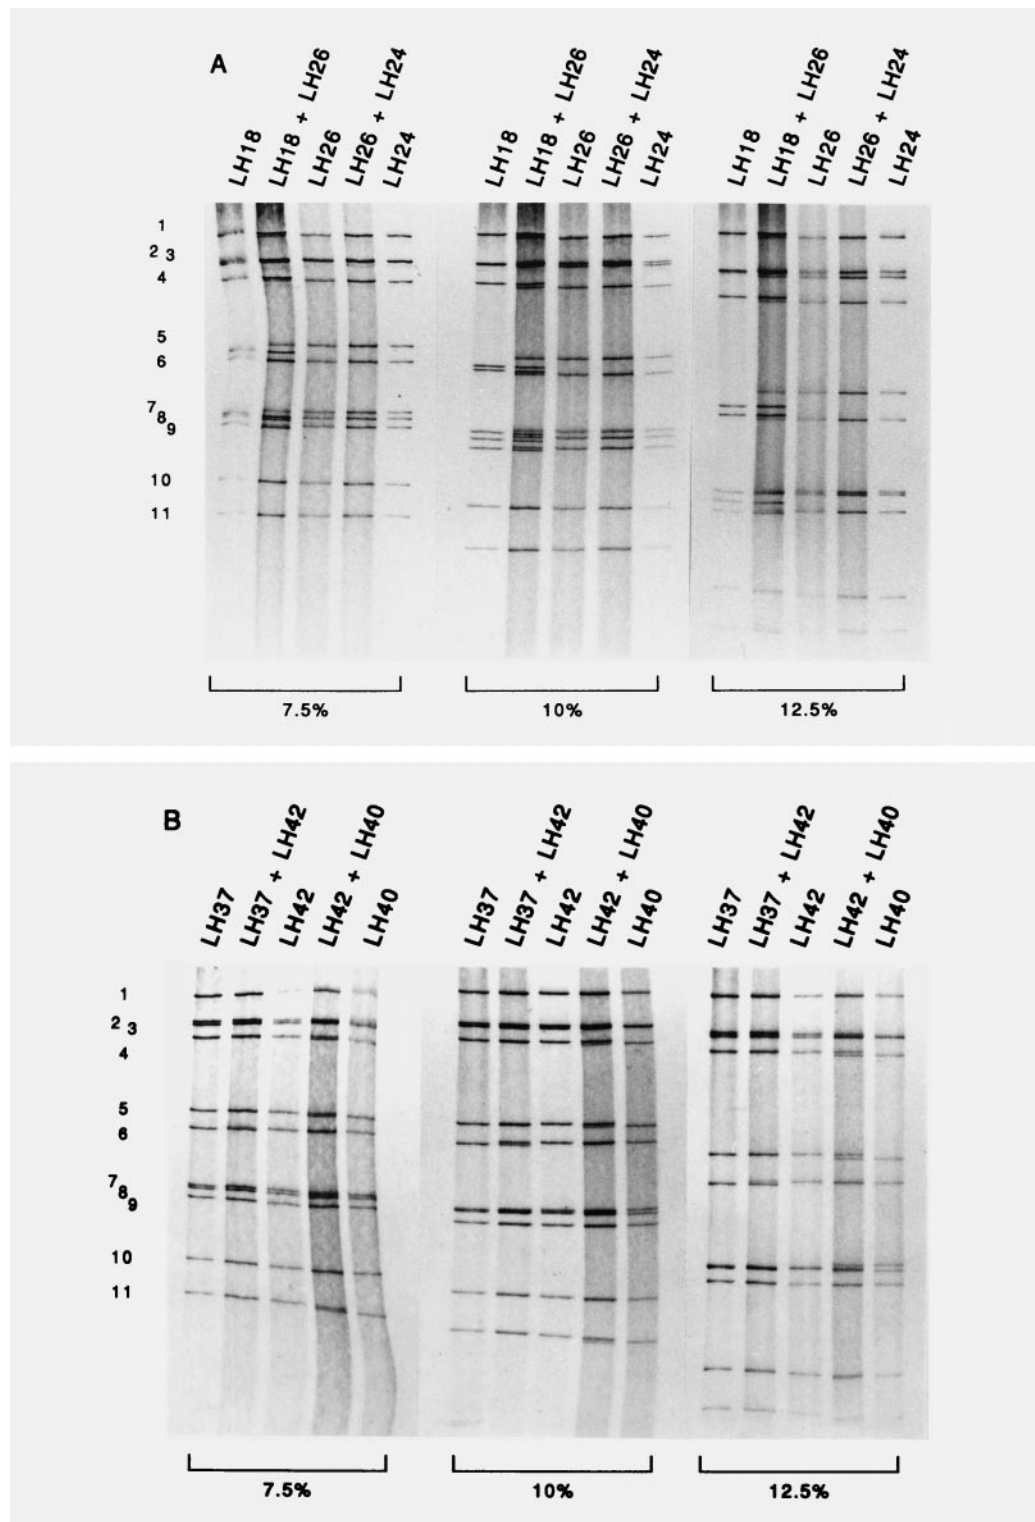 A
LH18
LH18 + LH26
LH26
LH26 + LH24
LH24
LH18
LH18 + LH26
LH26
LH26 + LH24
LH24
LH18
LH18 + LH26
LH26
LH26 + LH24
LH24
1
2 3
4
5
6
7
8
9
10
11
7.5%
10%
12.5%
B
LH37
LH37 + LH42
LH42
LH42 + LH40
LH40
LH37
LH37 + LH42
LH42
LH42 + LH40
LH40
LH37
LH37 + LH42
LH42
LH42 + LH40
LH40
1
2 3
4
5
6
7
8
9
10
11
7.5%
10%
12.5%